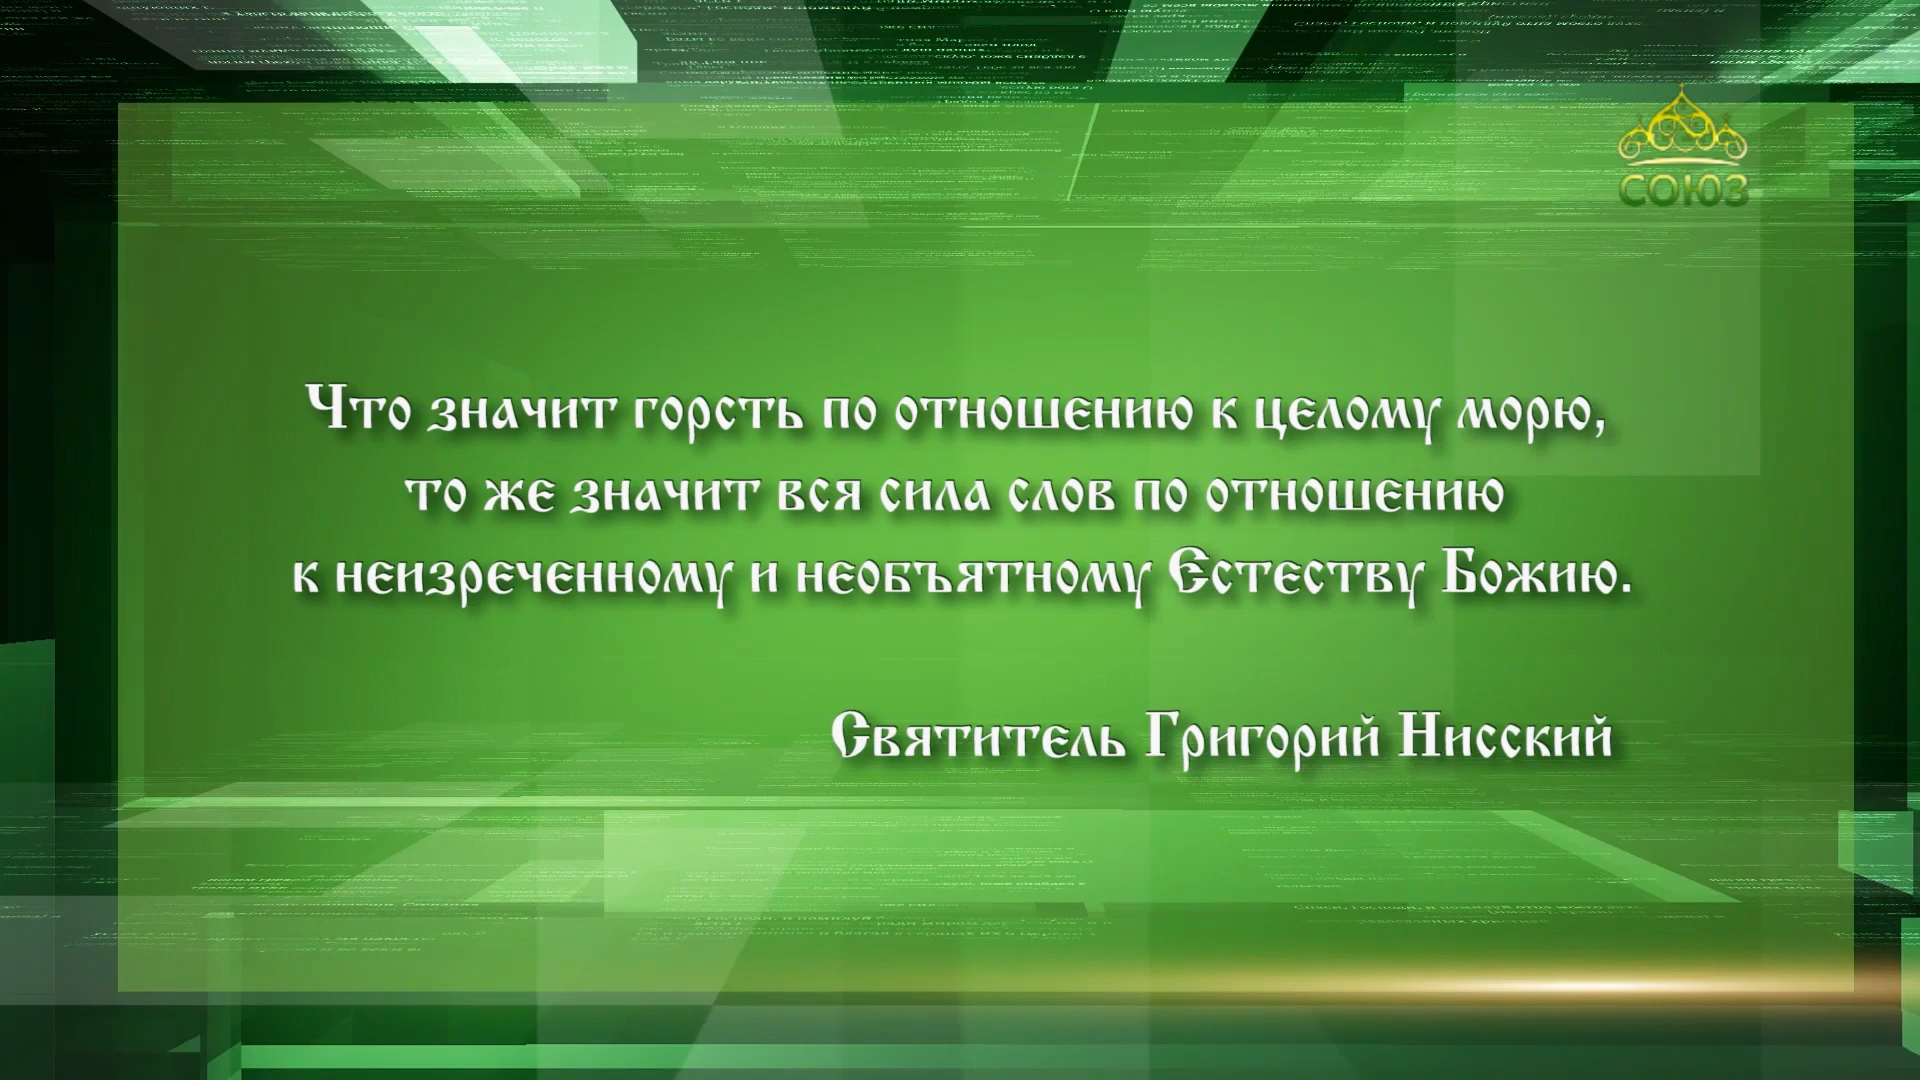 СОЮЗ
Что значит горсть по отношению к целому морю,
то же значит вся сила слов по отношению
к неизреченному и необъятному Естеству Божию.
Святитель Григорий Нисский